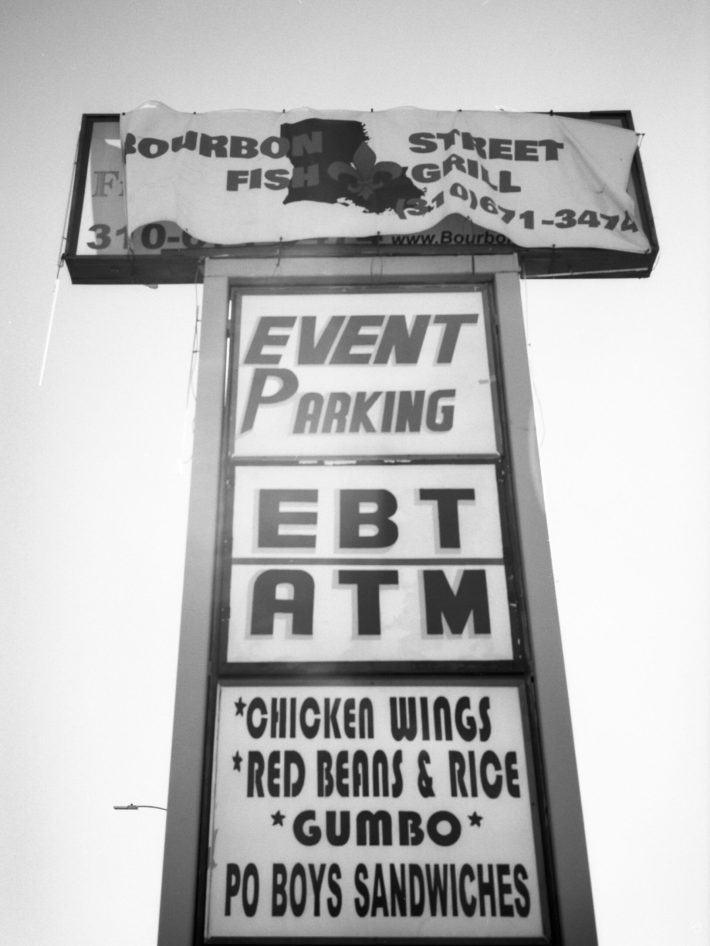 BOURBON STREET
FISH GRILL
(310)671-3474
310-
www.Bourbo
EVENT
PARKING
EBT
ATM
*CHICKEN WINGS
*RED BEANS & RICE
*GUMBO*
PO BOYS SANDWICHES